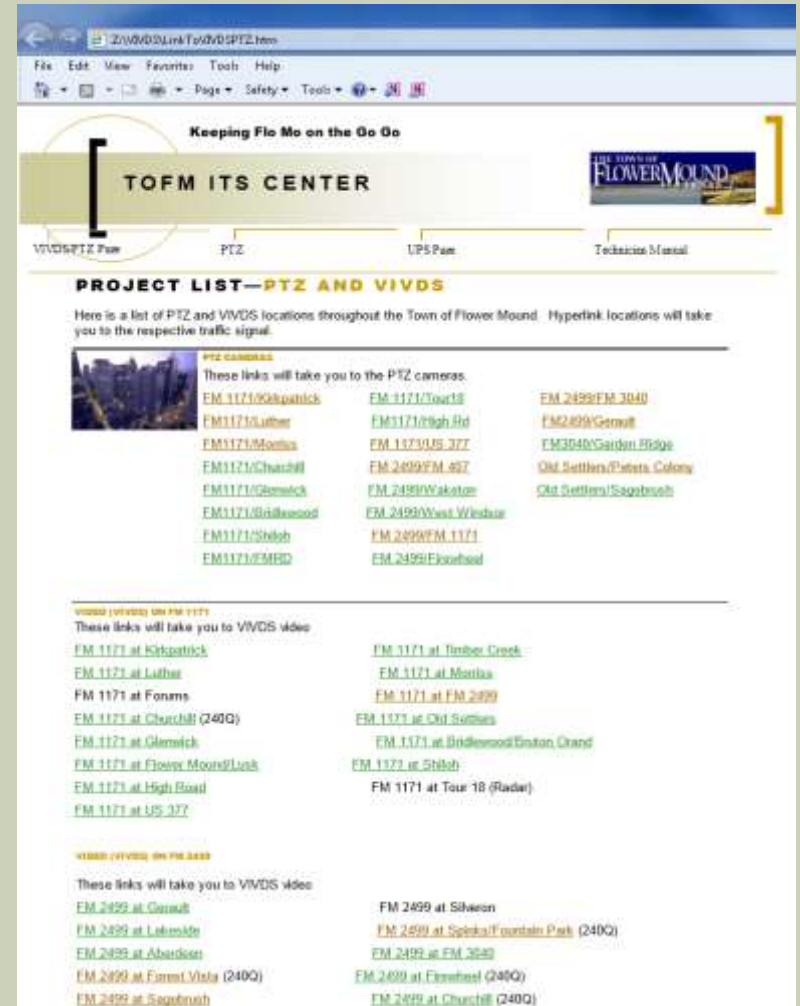 Z:\VIVDS\LinkToVIVDSPTZ.htm
File Edit View Favorites Tools Help
Page Safety Tools
Keeping Flo Mo on the Go Go
TOFM ITS CENTER
THE TOWN OF
FLOWER MOUND
VIVDS/PTZ Page PTZ UPS Page Technician Manual
PROJECT LIST—PTZ AND VIVDS
Here is a list of PTZ and VIVDS locations throughout the Town of Flower Mound. Hyperlink locations will take
you to the respective traffic signal.
PTZ CAMERAS
These links will take you to the PTZ cameras.
FM 1171/Kirkpatrick FM 1171/Tour18 FM 2499/FM 3040
FM1171/Luther FM1171/High Rd FM2499/Gerault
FM1171/Morriss FM 1171/US 377 FM3040/Garden Ridge
FM1171/Churchill FM 2499/FM 407 Old Settlers/Peters Colony
FM1171/Glenwick FM 2499/Waketon Old Settlers/Sagebrush
FM1171/Bridlewood FM 2499/West Windsor
FM1171/Shiloh FM 2499/FM 1171
FM1171/FMRD FM 2499/Firewheel
VIDEO (VIVDS) ON FM 1171
These links will take you to VIVDS video
FM 1171 at Kirkpatrick FM 1171 at Timber Creek
FM 1171 at Luther FM 1171 at Morriss
FM 1171 at Forums FM 1171 at FM 2499
FM 1171 at Churchill (240Q) FM 1171 at Old Settlers
FM 1171 at Glenwick FM 1171 at Bridlewood/Bruton Orand
FM 1171 at Flower Mound/Lusk FM 1171 at Shiloh
FM 1171 at High Road FM 1171 at Tour 18 (Radar)
FM 1171 at US 377
VIDEO (VIVDS) ON FM 2499
These links will take you to VIVDS video
FM 2499 at Gerault FM 2499 at Silveron
FM 2499 at Lakeside FM 2499 at Spinks/Fountain Park (240Q)
FM 2499 at Aberdeen FM 2499 at FM 3040
FM 2499 at Forest Vista (240Q) FM 2499 at Firewheel (240Q)
FM 2499 at Sagebrush FM 2499 at Churchill (240Q)